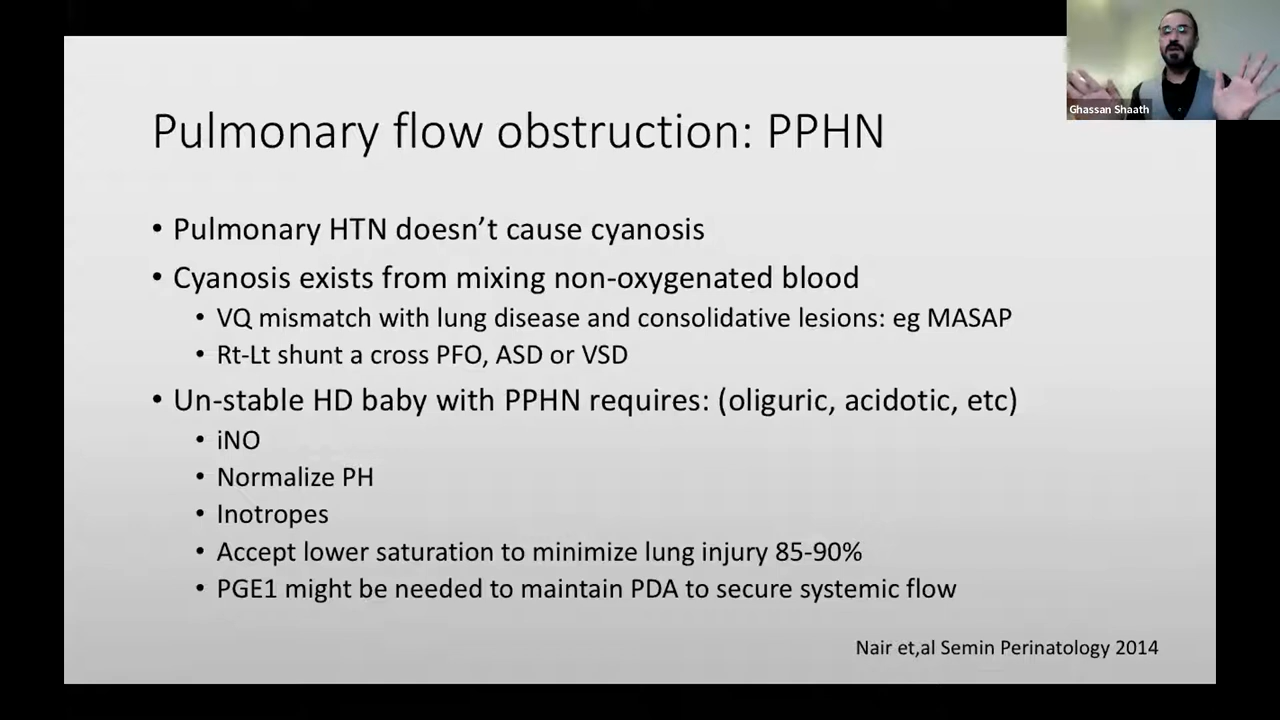 Ghassan Shaath
Pulmonary flow obstruction: PPHN
• Pulmonary HTN doesn’t cause cyanosis
• Cyanosis exists from mixing non-oxygenated blood
• VQ mismatch with lung disease and consolidative lesions: eg MASAP
• Rt-Lt shunt a cross PFO, ASD or VSD
• Un-stable HD baby with PPHN requires: (oliguric, acidotic, etc)
• iNO
• Normalize PH
• Inotropes
• Accept lower saturation to minimize lung injury 85-90%
• PGE1 might be needed to maintain PDA to secure systemic flow
Nair et,al Semin Perinatology 2014